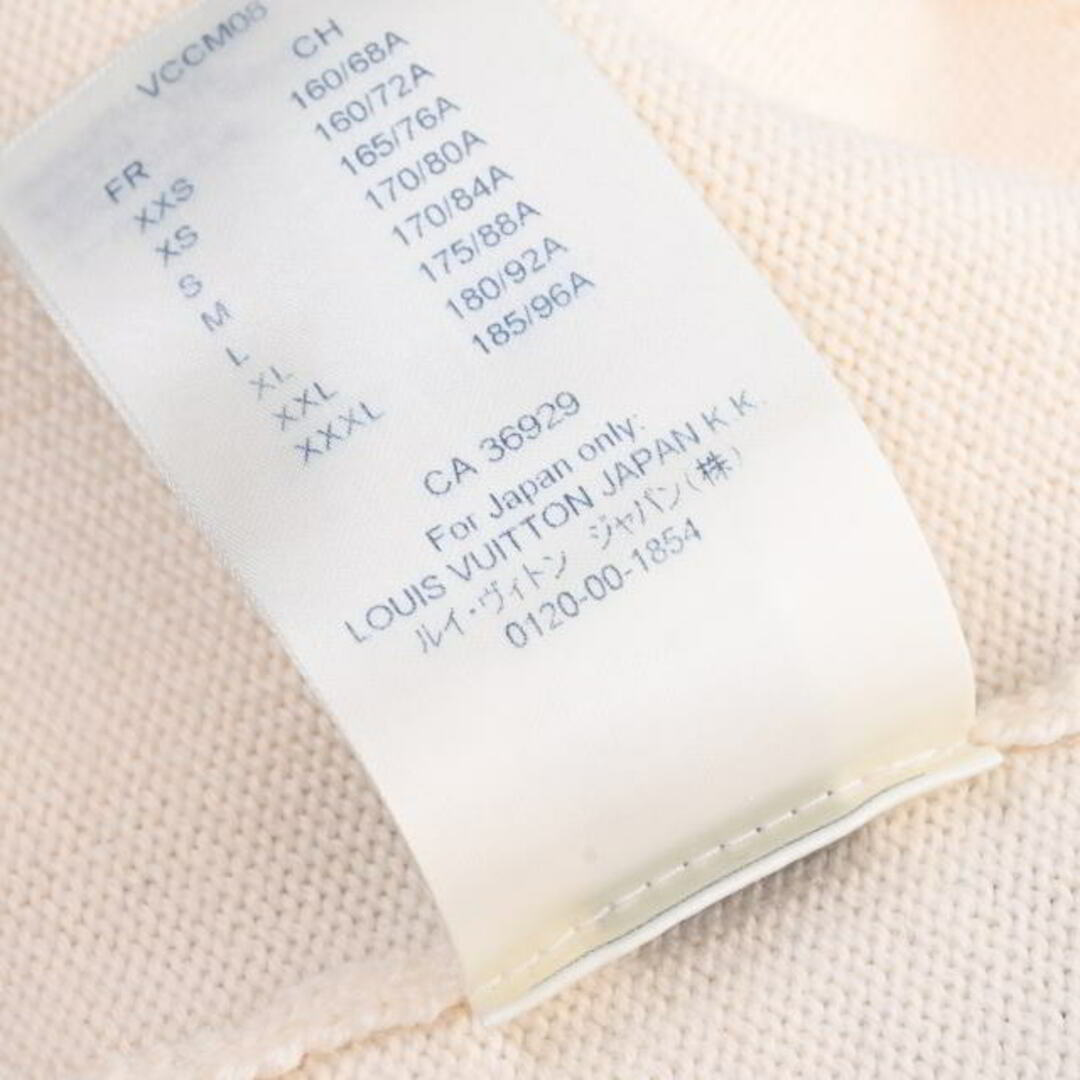 VCCM08
FR CH
XXS 160/68A
XS 160/72A
S 165/76A
M 170/80A
L 170/84A
XL 175/88A
XXL 180/92A
XXXL 185/96A
CA 36929
For Japan only:
LOUIS VUITTON JAPAN K.K.
ルイ・ヴィトン ジャパン(株)
0120-00-1854